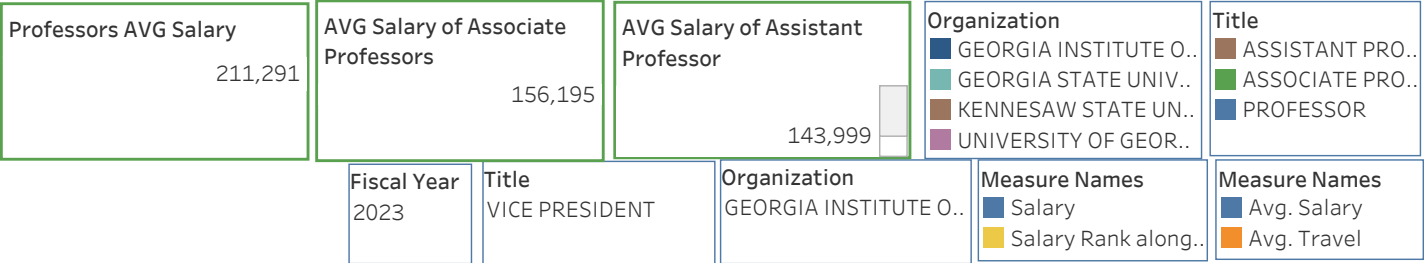 Professors AVG Salary
211,291
AVG Salary of Associate
Professors
156,195
AVG Salary of Assistant
Professor
143,999
Organization
GEORGIA INSTITUTE O..
GEORGIA STATE UNIV..
KENNESAW STATE UN..
UNIVERSITY OF GEOR..
Title
ASSISTANT PRO..
ASSOCIATE PRO..
PROFESSOR
Fiscal Year
2023
Title
VICE PRESIDENT
Organization
GEORGIA INSTITUTE O..
Measure Names
Salary
Salary Rank along..
Measure Names
Avg. Salary
Avg. Travel